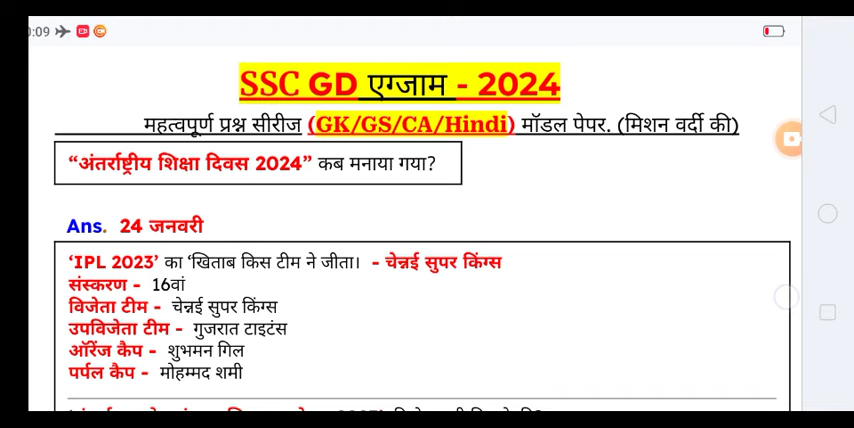 :09
SSC GD एग्जाम - 2024
महत्वपूर्ण प्रश्न सीरीज (GK/GS/CA/Hindi) मॉडल पेपर. (मिशन वर्दी की)
“अंतर्राष्ट्रीय शिक्षा दिवस 2024” कब मनाया गया?
Ans. 24 जनवरी
‘IPL 2023’ का ‘खिताब किस टीम ने जीता। - चेन्नई सुपर किंग्स
संस्करण - 16वां
विजेता टीम - चेन्नई सुपर किंग्स
उपविजेता टीम - गुजरात टाइटंस
ऑरेंज कैप - शुभमन गिल
पर्पल कैप - मोहम्मद शमी